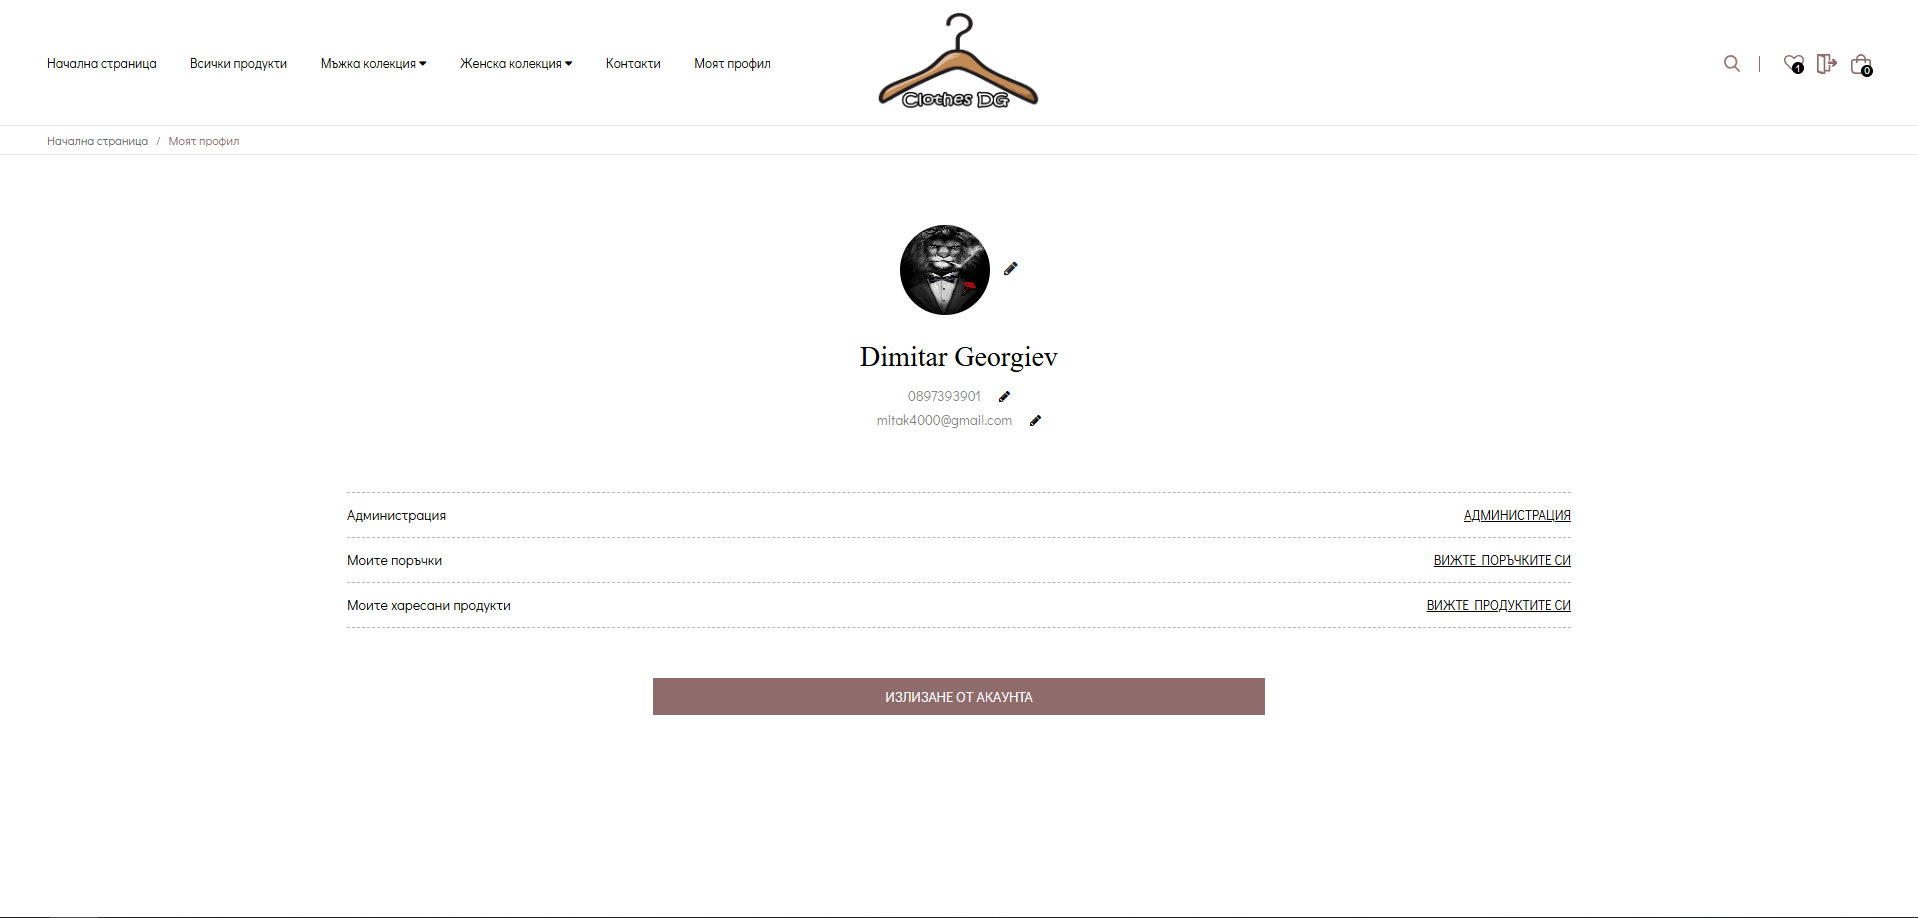 Начална страница Всички продукти Мъжка колекция Женска колекция Контакти Моят профил
Clothes DG
1
0
Начална страница / Моят профил
Dimitar Georgiev
0897393901
mitak4000@gmail.com
Администрация АДМИНИСТРАЦИЯ
Моите поръчки ВИЖТЕ ПОРЪЧКИТЕ СИ
Моите харесани продукти ВИЖТЕ ПРОДУКТИТЕ СИ
ИЗЛИЗАНЕ ОТ АКАУНТА